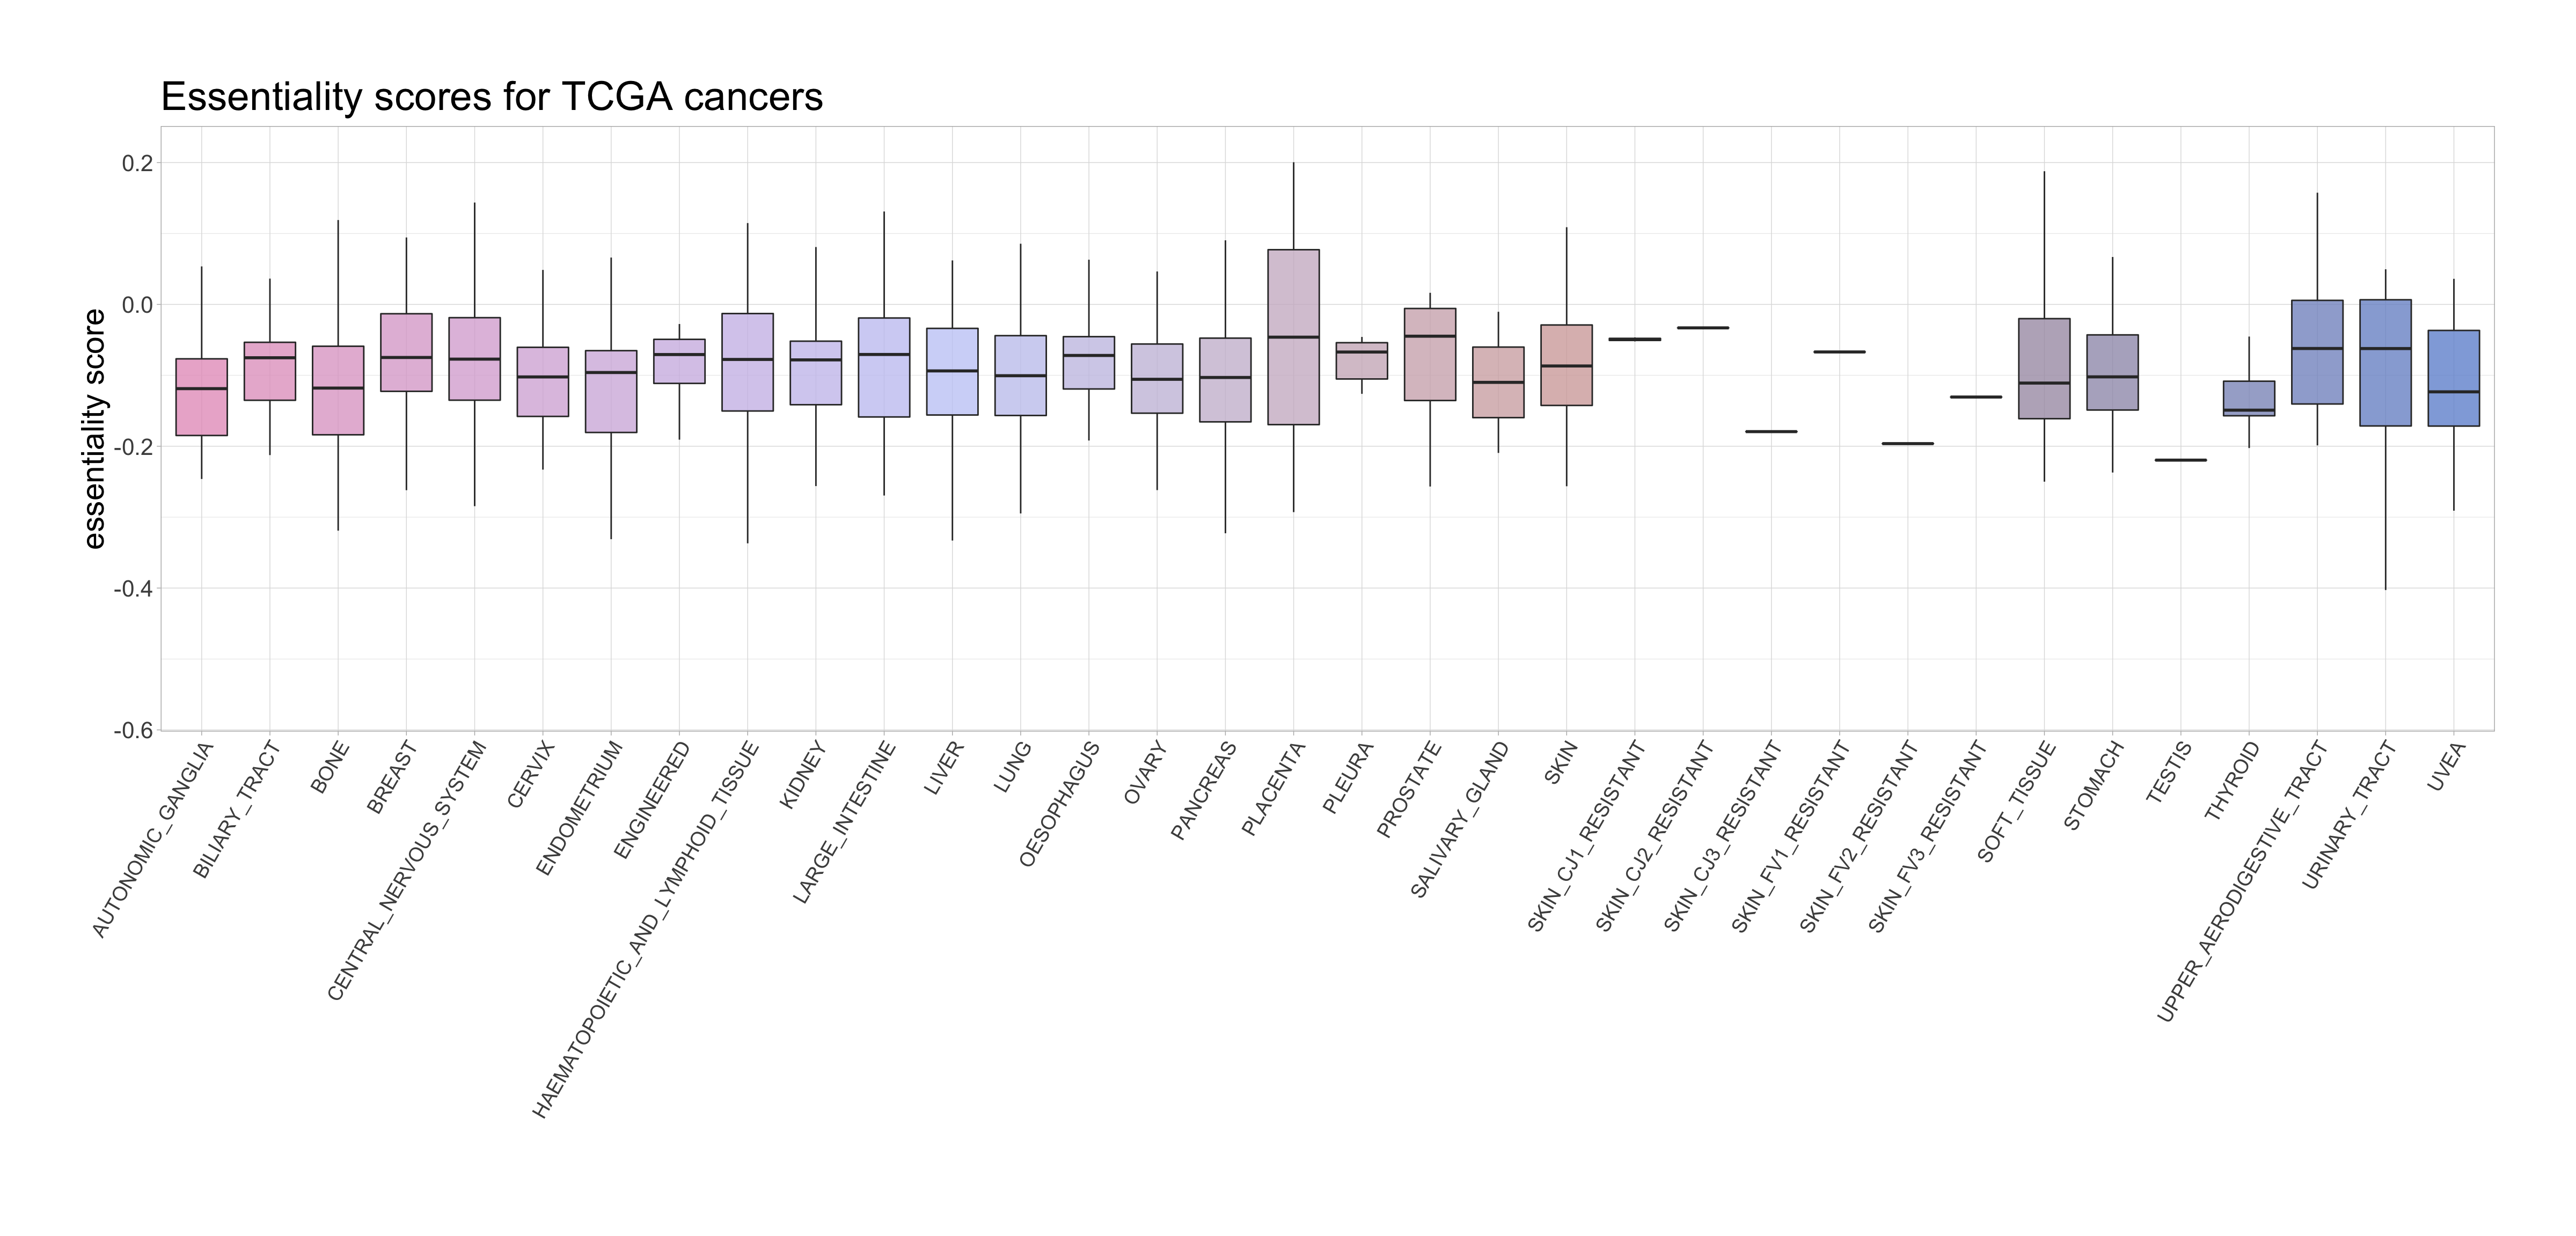 Essentiality scores for TCGA cancers
essentiality score
0.2
0.0
-0.2
-0.4
-0.6
AUTONOMIC_GANGLIA
BILIARY_TRACT
BONE
BREAST
CENTRAL_NERVOUS_SYSTEM
CERVIX
ENDOMETRIUM
ENGINEERED
HAEMATOPOIETIC_AND_LYMPHOID_TISSUE
KIDNEY
LARGE_INTESTINE
LIVER
LUNG
OESOPHAGUS
OVARY
PANCREAS
PLACENTA
PLEURA
PROSTATE
SALIVARY_GLAND
SKIN
SKIN_CJ1_RESISTANT
SKIN_CJ2_RESISTANT
SKIN_CJ3_RESISTANT
SKIN_FV1_RESISTANT
SKIN_FV2_RESISTANT
SKIN_FV3_RESISTANT
SOFT_TISSUE
STOMACH
TESTIS
THYROID
UPPER_AERODIGESTIVE_TRACT
URINARY_TRACT
UVEA